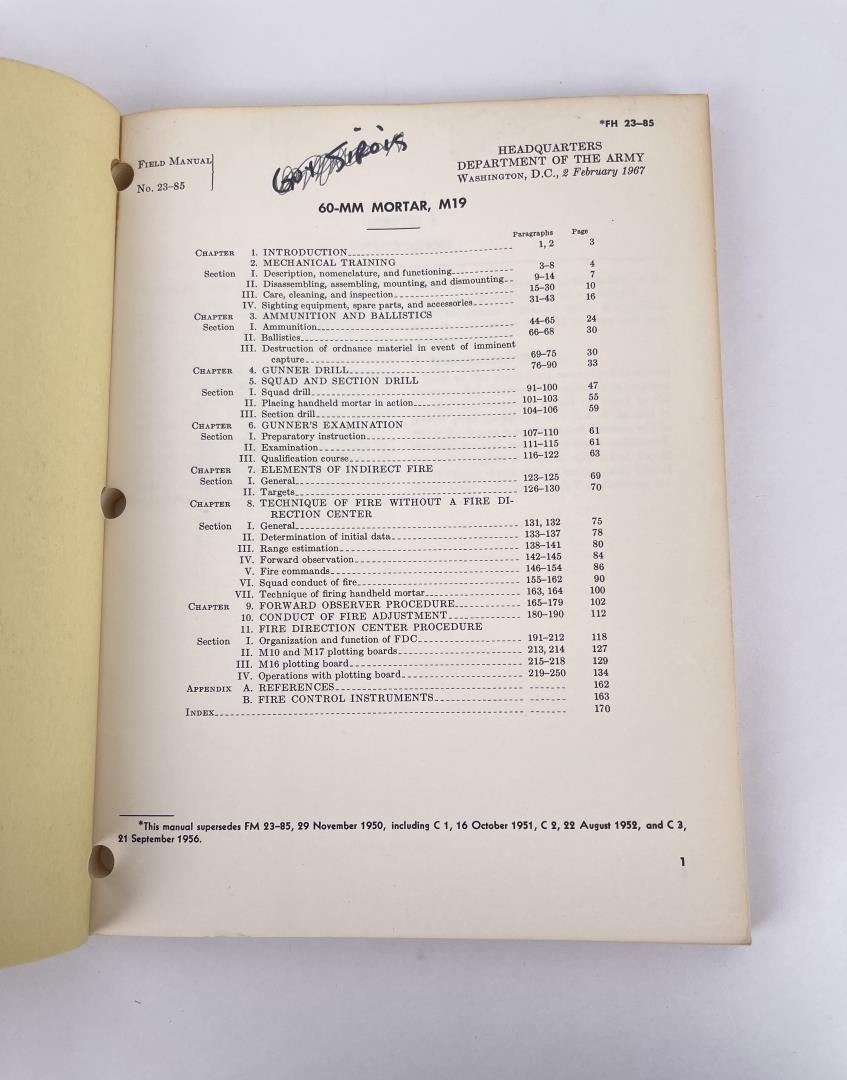 *FH 23–85
FIELD MANUAL
No. 23–85
HEADQUARTERS
DEPARTMENT OF THE ARMY
WASHINGTON, D.C., 2 February 1967
60-MM MORTAR, M19
Paragraphs Page
CHAPTER 1. INTRODUCTION 1, 2 3
2. MECHANICAL TRAINING
Section I. Description, nomenclature, and functioning 3–8 4
II. Disassembling, assembling, mounting, and dismounting 9–14 7
III. Care, cleaning, and inspection 15–30 10
IV. Sighting equipment, spare parts, and accessories 31–43 16
CHAPTER 3. AMMUNITION AND BALLISTICS
Section I. Ammunition 44–65 24
II. Ballistics 66–68 30
III. Destruction of ordnance materiel in event of imminent
capture 69–75 30
CHAPTER 4. GUNNER DRILL 76–90 33
5. SQUAD AND SECTION DRILL
Section I. Squad drill 91–100 47
II. Placing handheld mortar in action 101–103 55
III. Section drill 104–106 59
CHAPTER 6. GUNNER'S EXAMINATION
Section I. Preparatory instruction 107–110 61
II. Examination 111–115 61
III. Qualification course 116–122 63
CHAPTER 7. ELEMENTS OF INDIRECT FIRE
Section I. General 123–125 69
II. Targets 126–130 70
CHAPTER 8. TECHNIQUE OF FIRE WITHOUT A FIRE DI-
RECTION CENTER
Section I. General 131, 132 75
II. Determination of initial data 133–137 78
III. Range estimation 138–141 80
IV. Forward observation 142–145 84
V. Fire commands 146–154 86
VI. Squad conduct of fire 155–162 90
VII. Technique of firing handheld mortar 163, 164 100
CHAPTER 9. FORWARD OBSERVER PROCEDURE 165–179 102
10. CONDUCT OF FIRE ADJUSTMENT 180–190 112
11. FIRE DIRECTION CENTER PROCEDURE
Section I. Organization and function of FDC 191–212 118
II. M10 and M17 plotting boards 213, 214 127
III. M16 plotting board 215–218 129
IV. Operations with plotting board 219–250 134
APPENDIX A. REFERENCES 162
B. FIRE CONTROL INSTRUMENTS 163
INDEX 170
*This manual supersedes FM 23–85, 29 November 1950, including C 1, 16 October 1951, C 2, 22 August 1952, and C 3,
21 September 1956.
1